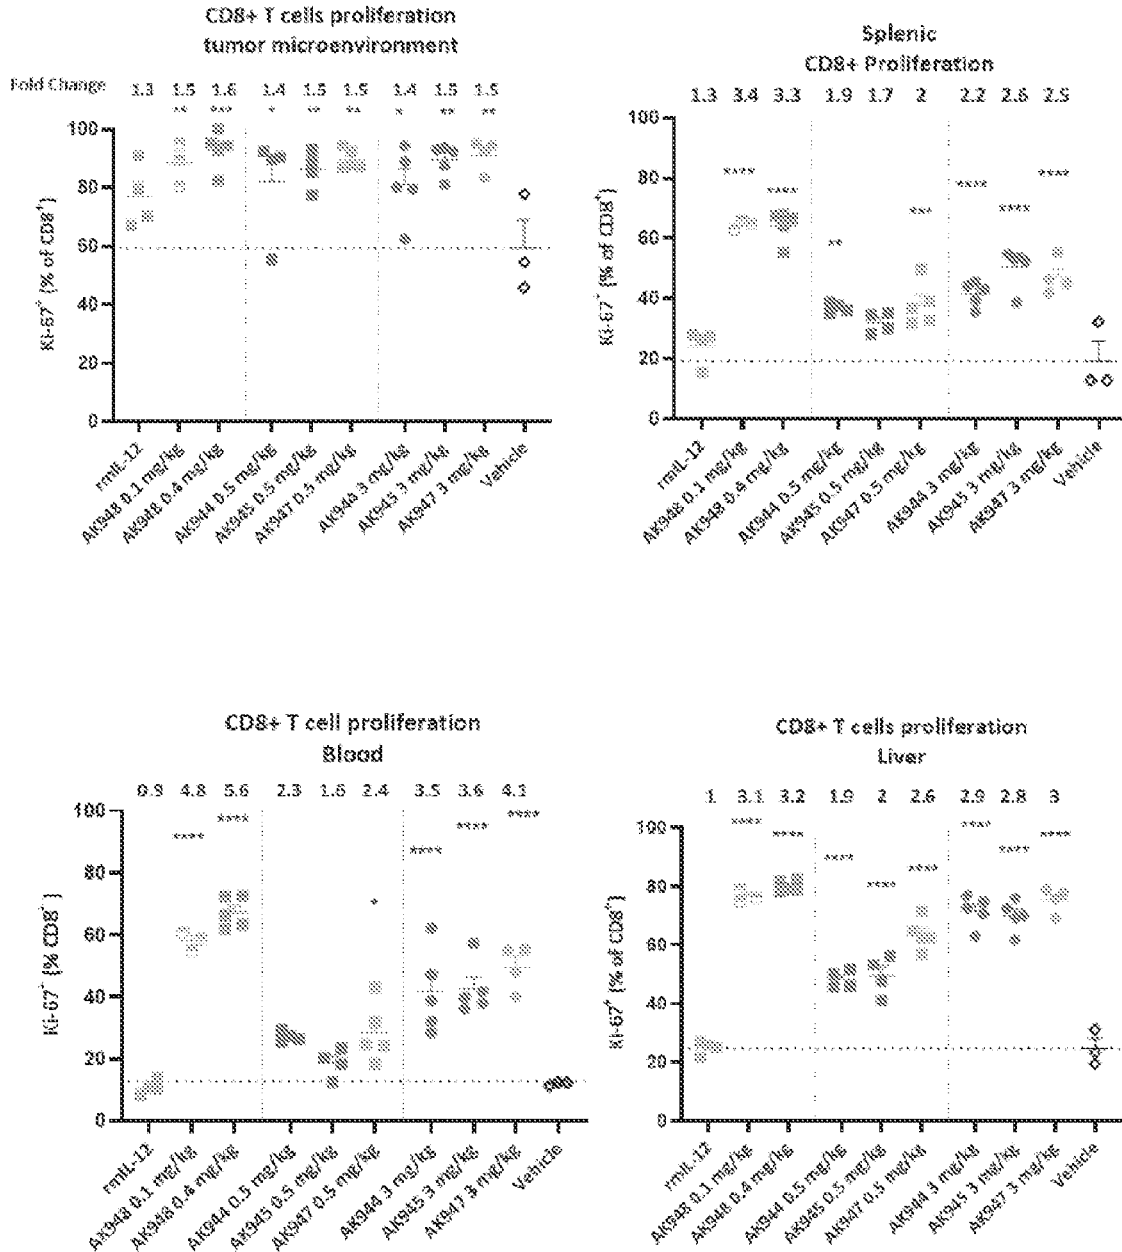 CD8+ T cells proliferation
tumor microenvironment
Fold Change 1.3 1.5 1.6 1.4 1.5 1.5 1.4 1.5 1.5
** *** * ** ** * ** **
100
80
60
40
20
0
Ki-67+ (% of CD8+)
rmIL-12
AK948 0.1 mg/kg
AK948 0.4 mg/kg
AK944 0.5 mg/kg
AK945 0.5 mg/kg
AK947 0.5 mg/kg
AK944 3 mg/kg
AK945 3 mg/kg
AK947 3 mg/kg
Vehicle
Splenic
CD8+ Proliferation
1.3 3.4 3.3 1.9 1.7 2 2.2 2.6 2.5
**** **** ** *** **** **** ****
100
80
60
40
20
0
Ki-67+ (% of CD8+)
rmIL-12
AK948 0.1 mg/kg
AK948 0.4 mg/kg
AK944 0.5 mg/kg
AK945 0.5 mg/kg
AK947 0.5 mg/kg
AK944 3 mg/kg
AK945 3 mg/kg
AK947 3 mg/kg
Vehicle
CD8+ T cell proliferation
Blood
0.9 4.8 5.6 2.3 1.6 2.4 3.5 3.6 4.1
**** **** * **** **** ****
100
80
60
40
20
0
Ki-67+ (% CD8+)
rmIL-12
AK948 0.1 mg/kg
AK948 0.4 mg/kg
AK944 0.5 mg/kg
AK945 0.5 mg/kg
AK947 0.5 mg/kg
AK944 3 mg/kg
AK945 3 mg/kg
AK947 3 mg/kg
Vehicle
CD8+ T cells proliferation
Liver
1 3.1 3.2 1.9 2 2.6 2.9 2.8 3
**** **** **** **** **** **** **** ****
100
80
60
40
20
0
Ki-67+ (% of CD8+)
rmIL-12
AK948 0.1 mg/kg
AK948 0.4 mg/kg
AK944 0.5 mg/kg
AK945 0.5 mg/kg
AK947 0.5 mg/kg
AK944 3 mg/kg
AK945 3 mg/kg
AK947 3 mg/kg
Vehicle